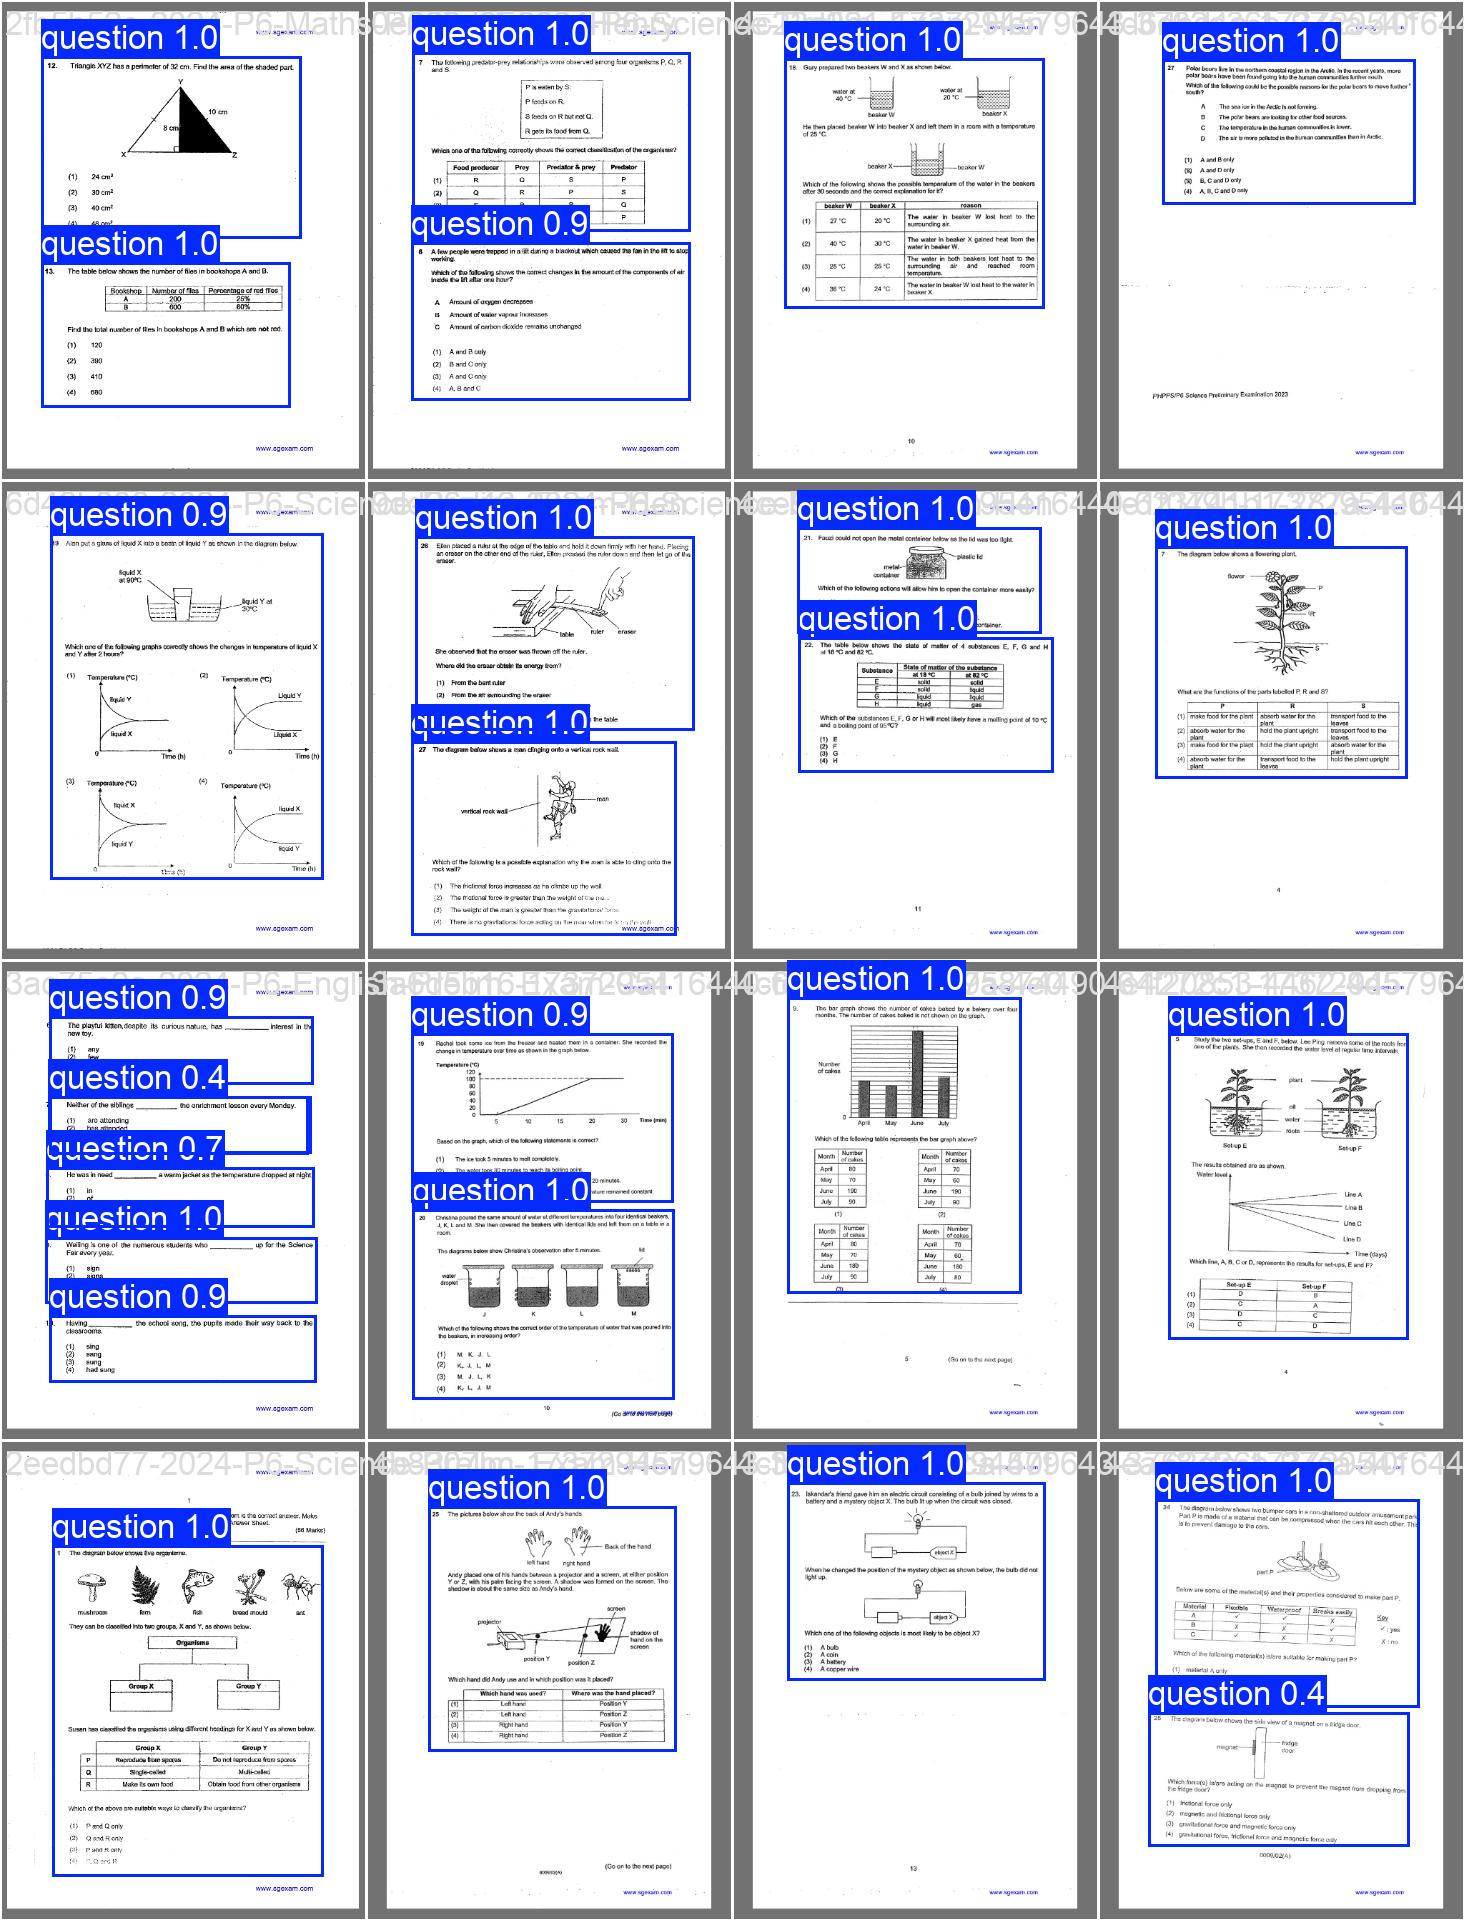 question 1.0
12. Triangle XYZ has a perimeter of 32 cm. Find the area of the shaded part.
Y
10 cm
8 cm
X
Z
(1) 24 cm²
(2) 30 cm²
(3) 40 cm²
question 1.0
13. The table below shows the number of files in bookshops A and B.
Bookshop Number of files Percentage of red files
A 200 25%
B 600 60%
Find the total number of files in bookshops A and B which are not red.
(1) 120
(2) 390
(3) 410
(4) 680
www.sgexam.com
question 1.0
7 The following predator-prey relationships were observed among four organisms P, Q, R and S.
P is eaten by S.
P feeds on R.
S feeds on R but not Q.
R gets its food from Q.
Which one of the following correctly shows the correct classification of the organisms?
Food producer Prey Predator & prey Predator
(1) R Q S P
(2) Q R P S
P
question 0.9
8 A few people were trapped in a lift during a blackout which caused the fan in the lift to stop working.
Which of the following shows the correct changes in the amount of the components of air inside the lift after one hour?
A Amount of oxygen decreases
B Amount of water vapour increases
C Amount of carbon dioxide remains unchanged
(1) A and B only
(2) B and C only
(3) A and C only
(4) A, B and C
www.sgexam.com
question 1.0
18. Gary prepared two beakers W and X as shown below.
water at 40 °C
beaker W
water at 20 °C
beaker X
He then placed beaker W into beaker X and left them in a room with a temperature of 25 °C.
beaker X
beaker W
Which of the following shows the possible temperature of the water in the beakers after 30 seconds and the correct explanation for it?
beaker W beaker X reason
(1) 27 °C 20 °C The water in beaker W lost heat to the surrounding air.
(2) 40 °C 30 °C The water in beaker X gained heat from the water in beaker W.
(3) 25 °C 25 °C The water in both beakers lost heat to the surrounding air and reached room temperature.
(4) 36 °C 24 °C The water in beaker W lost heat to the water in beaker X.
10
www.sgexam.com
question 1.0
27 Polar bears live in the northern coastal region in the Arctic. In the recent years, more polar bears have been found going into the human communities further south.
Which of the following could be the possible reasons for the polar bears to move further south?
A The sea ice in the Arctic is not forming.
B The polar bears are looking for other food sources.
C The temperature in the human communities is lower.
D The air is more polluted in the human communities than in Arctic.
(1) A and B only
A and D only
B, C and D only
(4) A, B, C and D only
PHPPS/P6 Science Preliminary Examination 2023
www.sgexam.com
question 0.9
Alan put a glass of liquid X into a basin of liquid Y as shown in the diagram below.
liquid X at 90°C
liquid Y at 30°C
Which one of the following graphs correctly shows the changes in temperature of liquid X and Y after 2 hours?
(1) Temperature (°C)
liquid Y
liquid X
0
Time (h)
(2) Temperature (°C)
Liquid Y
Liquid X
0
Time (h)
(3) Temperature (°C)
liquid X
liquid Y
0
Time (h)
(4) Temperature (°C)
liquid X
liquid Y
0
Time (h)
www.sgexam.com
question 1.0
26 Ellen placed a ruler at the edge of the table and hold it down firmly with her hand. Placing an eraser on the other end of the ruler, Ellen pressed the ruler down and then let go of the eraser.
table
ruler
eraser
She observed that the eraser was thrown off the ruler.
Where did the eraser obtain its energy from?
(1) From the bent ruler
(2) From the air surrounding the eraser
the table
question 1.0
27 The diagram below shows a man clinging onto a vertical rock wall.
vertical rock wall
man
Which of the following is a possible explanation why the man is able to cling onto the rock wall?
(1) The frictional force increases as he climbs up the wall.
(2) The frictional force is greater than the weight of the
(3) The weight of the man is greater than the gravitational force.
(4) There is no gravitational force acting on the man when he is on the wall.
www.sgexam.com
question 1.0
21. Fauzi could not open the metal container below as the lid was too tight.
plastic lid
metal container
Which of the following actions will allow him to open the container more easily?
container.
question 1.0
22. The table below shows the state of matter of 4 substances E, F, G and H at 18 °C and 82 °C.
Substance State of matter of the substance
at 18 °C at 82 °C
E solid solid
F solid liquid
G liquid liquid
H liquid gas
Which of the substances E, F, G or H will most likely have a melting point of 10 °C and a boiling point of 95 °C?
(1) E
(2) F
(3) G
(4) H
11
www.sgexam.com
question 1.0
7 The diagram below shows a flowering plant.
flower
P
R
S
What are the functions of the parts labelled P, R and S?
P R S
(1) make food for the plant absorb water for the plant transport food to the leaves
(2) absorb water for the plant hold the plant upright transport food to the leaves
(3) make food for the plant hold the plant upright absorb water for the plant
(4) absorb water for the plant transport food to the leaves hold the plant upright
4
www.sgexam.com
question 0.9
The playful kitten, despite its curious nature, has ________ interest in the new toy.
(1) any
(2) few
question 0.4
Neither of the siblings ________ the enrichment lesson every Monday.
(1) are attending
(2) has attended
question 0.7
He was in need ________ a warm jacket as the temperature dropped at night.
(1) in
(2) of
question 1.0
Weiling is one of the numerous students who ________ up for the Science Fair every year.
(1) sign
(2) signs
question 0.9
Having ________ the school song, the pupils made their way back to the classrooms.
(1) sing
(2) sang
(3) sung
(4) had sung
www.sgexam.com
question 0.9
19 Rachel took some ice from the freezer and heated them in a container. She recorded the change in temperature over time as shown in the graph below.
Temperature (°C)
120
100
80
60
40
20
0
5 10 15 20 30 Time (min)
Based on the graph, which of the following statements is correct?
(1) The ice took 5 minutes to melt completely.
(2) The water took 30 minutes to reach its boiling point.
20 minutes.
ature remained constant.
question 1.0
20 Christina poured the same amount of water at different temperatures into four identical beakers, J, K, L and M. She then covered the beakers with identical lids and left them on a table in a room.
The diagrams below show Christina's observation after 5 minutes.
lid
water droplet
J K L M
Which of the following shows the correct order of the temperature of water that was poured into the beakers, in increasing order?
(1) M, K, J, L
(2) K, J, L, M
(3) M, J, L, K
(4) K, L, J, M
10
question 1.0
9. The bar graph shows the number of cakes baked by a bakery over four months. The number of cakes baked is not shown on the graph.
Number of cakes
0
April May June July
Which of the following table represents the bar graph above?
Month Number of cakes
April 80
May 70
June 190
July 90
(1)
Month Number of cakes
April 70
May 60
June 190
July 90
(2)
Month Number of cakes
April 80
May 70
June 180
July 90
(3)
Month Number of cakes
April 70
May 60
June 180
July 80
(4)
5
(Go on to the next page)
www.sgexam.com
question 1.0
5 Study the two set-ups, E and F, below. Lee Ping remove some of the roots from one of the plants. She then recorded the water level at regular time intervals.
plant
oil
water
roots
Set-up E
Set-up F
The results obtained are as shown.
Water level
Line A
Line B
Line C
Line D
Time (days)
Which line, A, B, C or D, represents the results for set-ups, E and F?
Set-up E Set-up F
(1) D B
(2) C A
(3) D C
(4) C D
4
www.sgexam.com
1
question 1.0
(56 Marks)
1 The diagram below shows five organisms.
mushroom fern fish bread mould ant
They can be classified into two groups, X and Y, as shown below.
Organisms
Group X
Group Y
Susan has classified the organisms using different headings for X and Y as shown below.
Group X Group Y
P Reproduce from spores Do not reproduce from spores
Q Single-celled Multi-celled
R Make its own food Obtain food from other organisms
Which of the above are suitable ways to classify the organisms?
(1) P and Q only
(2) Q and R only
(3) P and R only
(4) P, Q and R
www.sgexam.com
question 1.0
25 The pictures below show the back of Andy's hands.
Back of the hand
left hand
right hand
Andy placed one of his hands between a projector and a screen, at either position Y or Z, with his palm facing the screen. A shadow was formed on the screen. The shadow is about the same size as Andy's hand.
screen
projector
shadow of hand on the screen
position Y
position Z
Which hand did Andy use and in which position was it placed?
Which hand was used? Where was the hand placed?
(1) Left hand Position Y
(2) Left hand Position Z
(3) Right hand Position Y
(4) Right hand Position Z
(Go on to the next page)
www.sgexam.com
question 1.0
23. Iskandar's friend gave him an electric circuit consisting of a bulb joined by wires to a battery and a mystery object X. The bulb lit up when the circuit was closed.
object X
When he changed the position of the mystery object as shown below, the bulb did not light up.
object X
Which one of the following objects is most likely to be object X?
(1) A bulb
(2) A coin
(3) A battery
(4) A copper wire
13
www.sgexam.com
question 1.0
24 The diagram below shows two bumper cars in a non-sheltered outdoor amusement park. Part P is made of a material that can be compressed when the cars hit each other. This is to prevent damage to the cars.
part P
Below are some of the material(s) and their properties considered to make part P.
Material Flexible Waterproof Breaks easily
A ✓ ✓ X
B X X ✓
C ✓ X X
Key
✓ : yes
X : no
Which of the following material(s) is/are suitable for making part P?
(1) material A only
question 0.4
25 The diagram below shows the side view of a magnet on a fridge door.
magnet
fridge door
Which force(s) is/are acting on the magnet to prevent the magnet from dropping from the fridge door?
(1) frictional force only
(2) magnetic and frictional force only
(3) gravitational force and magnetic force only
(4) gravitational force, frictional force and magnetic force only
0009/02(A)
www.sgexam.com